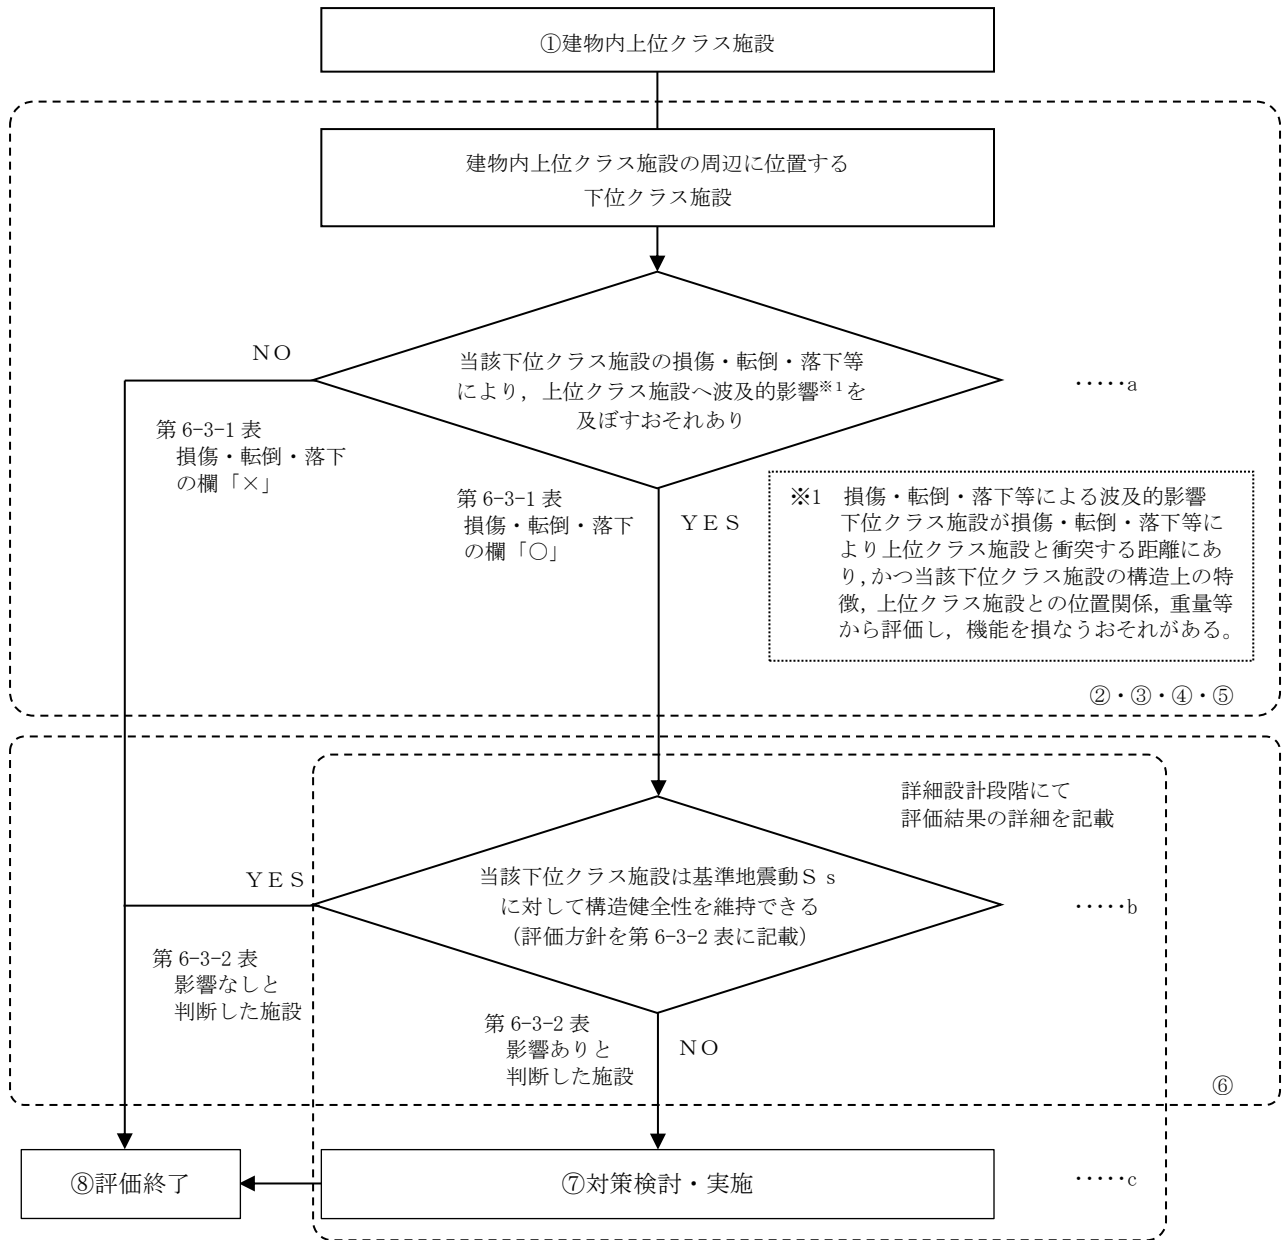 ①建物内上位クラス施設
建物内上位クラス施設の周辺に位置する
下位クラス施設
当該下位クラス施設の損傷・転倒・落下等
により，上位クラス施設へ波及的影響※1を
及ぼすおそれあり
‥‥‥a
NO
第 6-3-1 表
損傷・転倒・落下
の欄「×」
第 6-3-1 表
損傷・転倒・落下
の欄「○」
YES
※1　損傷・転倒・落下等による波及的影響
下位クラス施設が損傷・転倒・落下等に
より上位クラス施設と衝突する距離にあ
り，かつ当該下位クラス施設の構造上の特
徴，上位クラス施設との位置関係，重量等
から評価し，機能を損なうおそれがある。
②・③・④・⑤
詳細設計段階にて
評価結果の詳細を記載
YES
当該下位クラス施設は基準地震動Ｓｓ
に対して構造健全性を維持できる
（評価方針を第 6-3-2 表に記載）
‥‥‥b
第 6-3-2 表
影響なしと
判断した施設
第 6-3-2 表
影響ありと
判断した施設
NO
⑥
⑧評価終了
⑦対策検討・実施
‥‥‥c